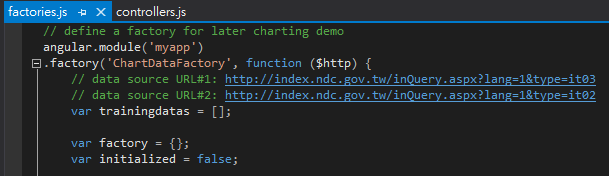 factories.js controllers.js
// define a factory for later charting demo
angular.module('myapp')
.factory('ChartDataFactory', function ($http) {
// data source URL#1: http://index.ndc.gov.tw/inQuery.aspx?lang=1&type=it03
// data source URL#2: http://index.ndc.gov.tw/inQuery.aspx?lang=1&type=it02
var trainingdatas = [];
var factory = {};
var initialized = false;